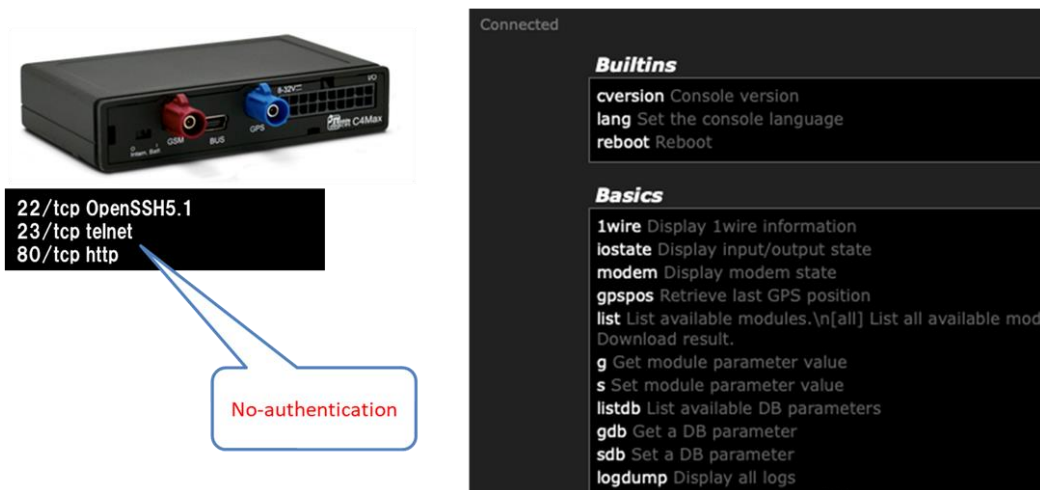 8-32V
I/O
C4Max
GSM
BUS
GPS
0 1
Intern. Batt
22/tcp OpenSSH5.1
23/tcp telnet
80/tcp http
No-authentication
Connected
Builtins
cversion Console version
lang Set the console language
reboot Reboot
Basics
1wire Display 1wire information
iostate Display input/output state
modem Display modem state
gpspos Retrieve last GPS position
list List available modules.\n[all] List all available mod
Download result.
g Get module parameter value
s Set module parameter value
listdb List available DB parameters
gdb Get a DB parameter
sdb Set a DB parameter
logdump Display all logs